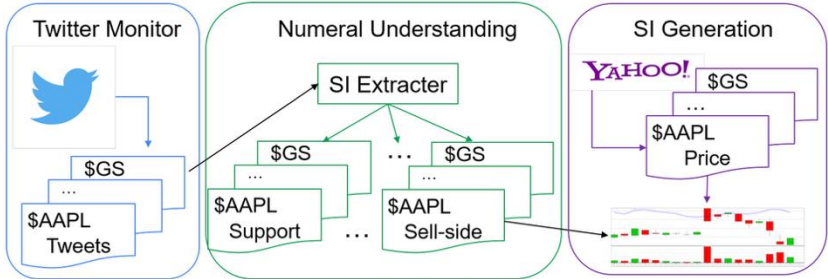 Twitter Monitor
$GS
...
$AAPL
Tweets
Numeral Understanding
SI Extracter
$GS
...
$AAPL
Support
...
...
$GS
...
$AAPL
Sell-side
SI Generation
YAHOO!
$GS
...
$AAPL
Price